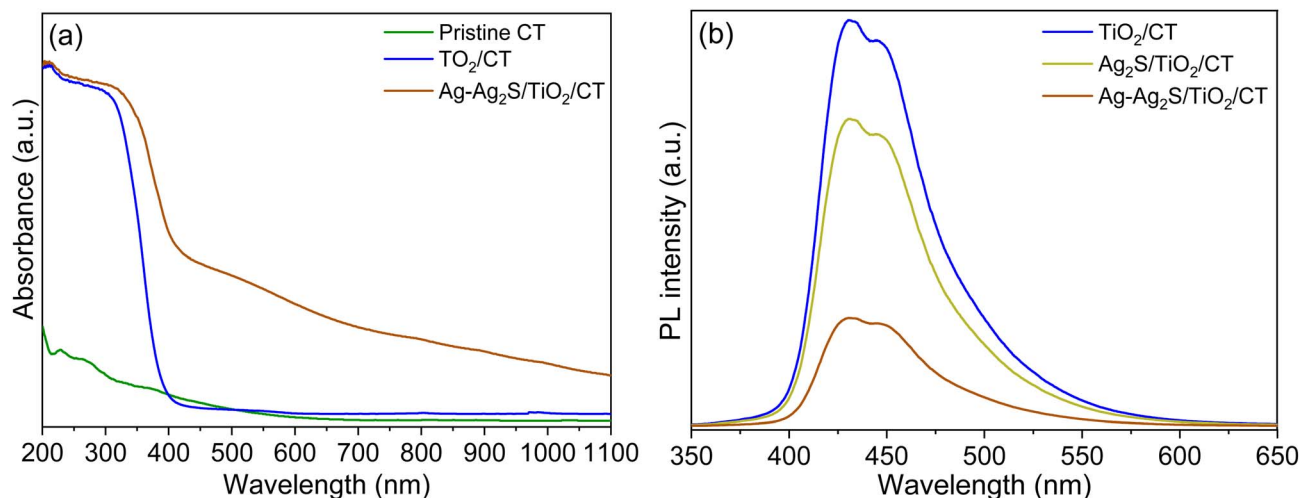 (a)
Pristine CT
TO₂/CT
Ag-Ag₂S/TiO₂/CT
Absorbance (a.u.)
200 300 400 500 600 700 800 900 1000 1100
Wavelength (nm)
(b)
TiO₂/CT
Ag₂S/TiO₂/CT
Ag-Ag₂S/TiO₂/CT
PL intensity (a.u.)
350 400 450 500 550 600 650
Wavelength (nm)